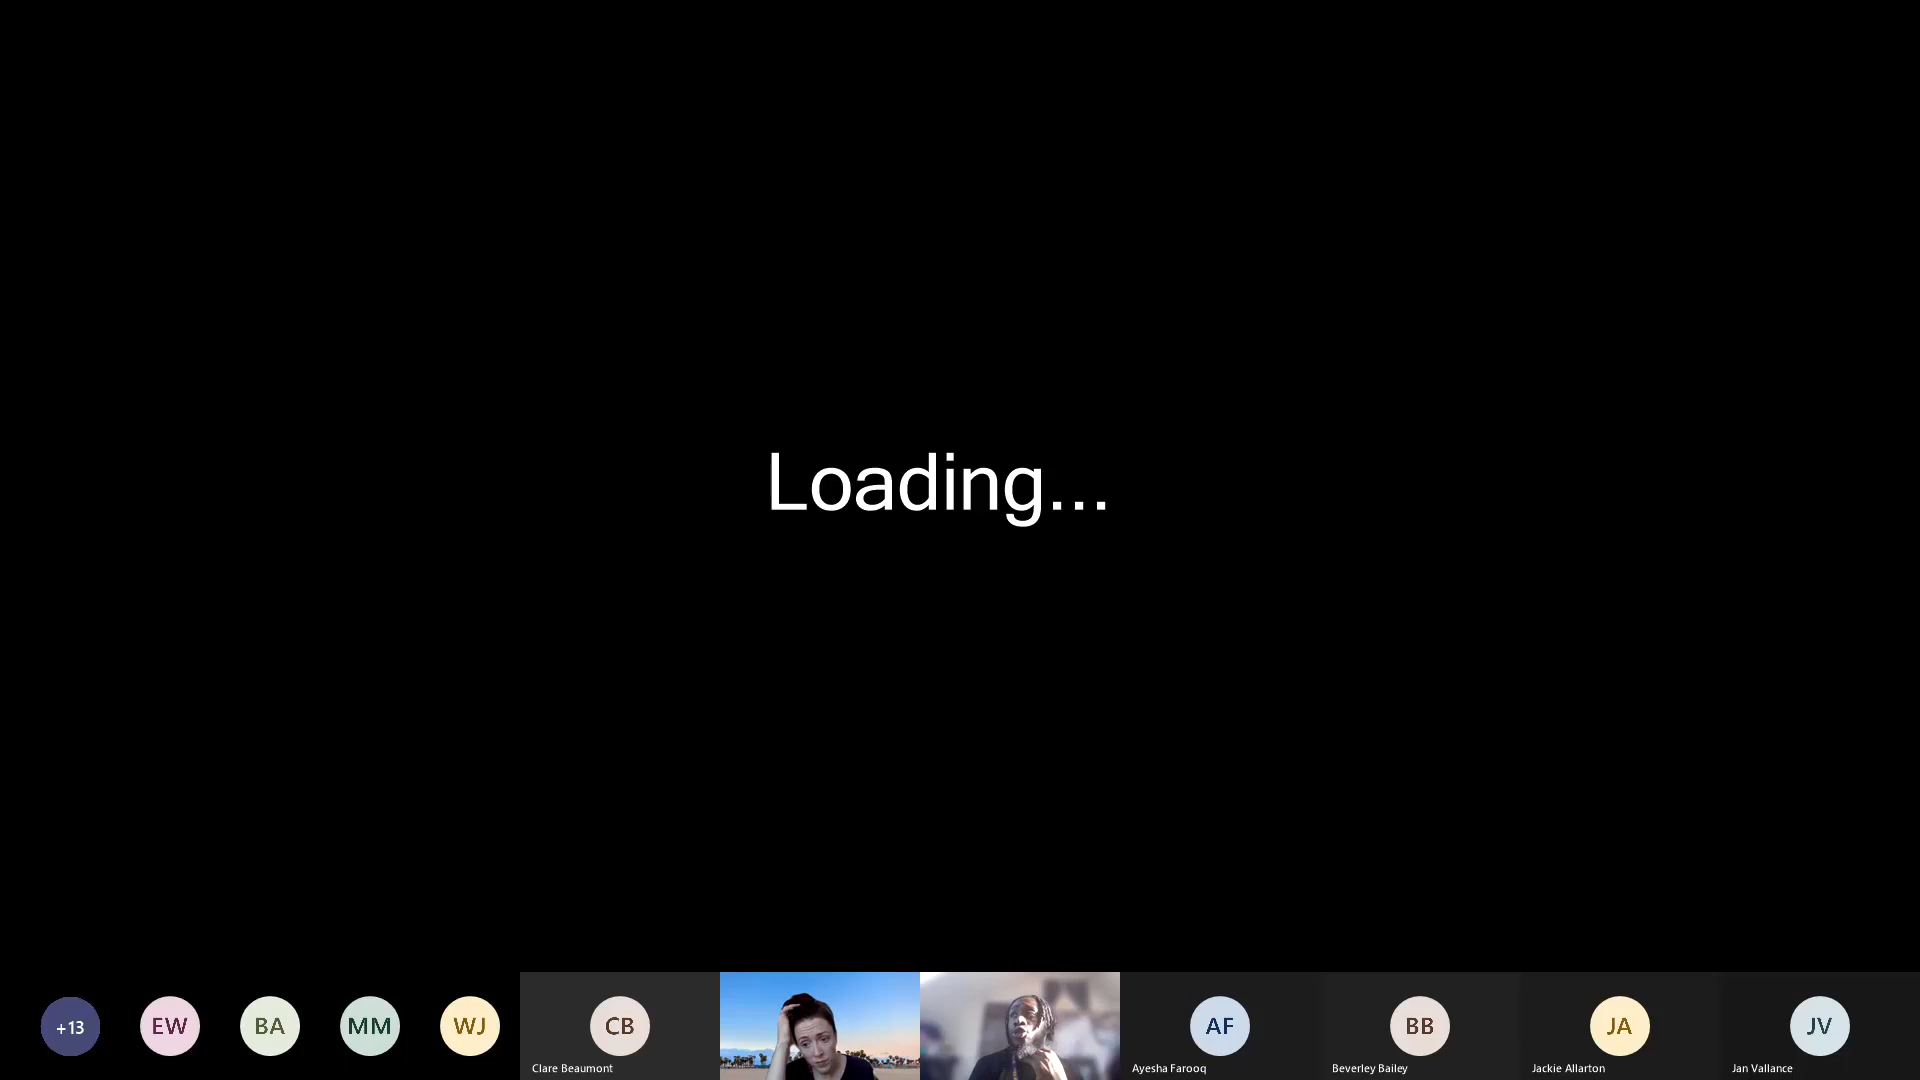 Loading...
+13
EW
BA
MM
WJ
CB
Clare Beaumont
AF
Ayesha Farooq
BB
Beverley Bailey
JA
Jackie Allarton
JV
Jan Vallance